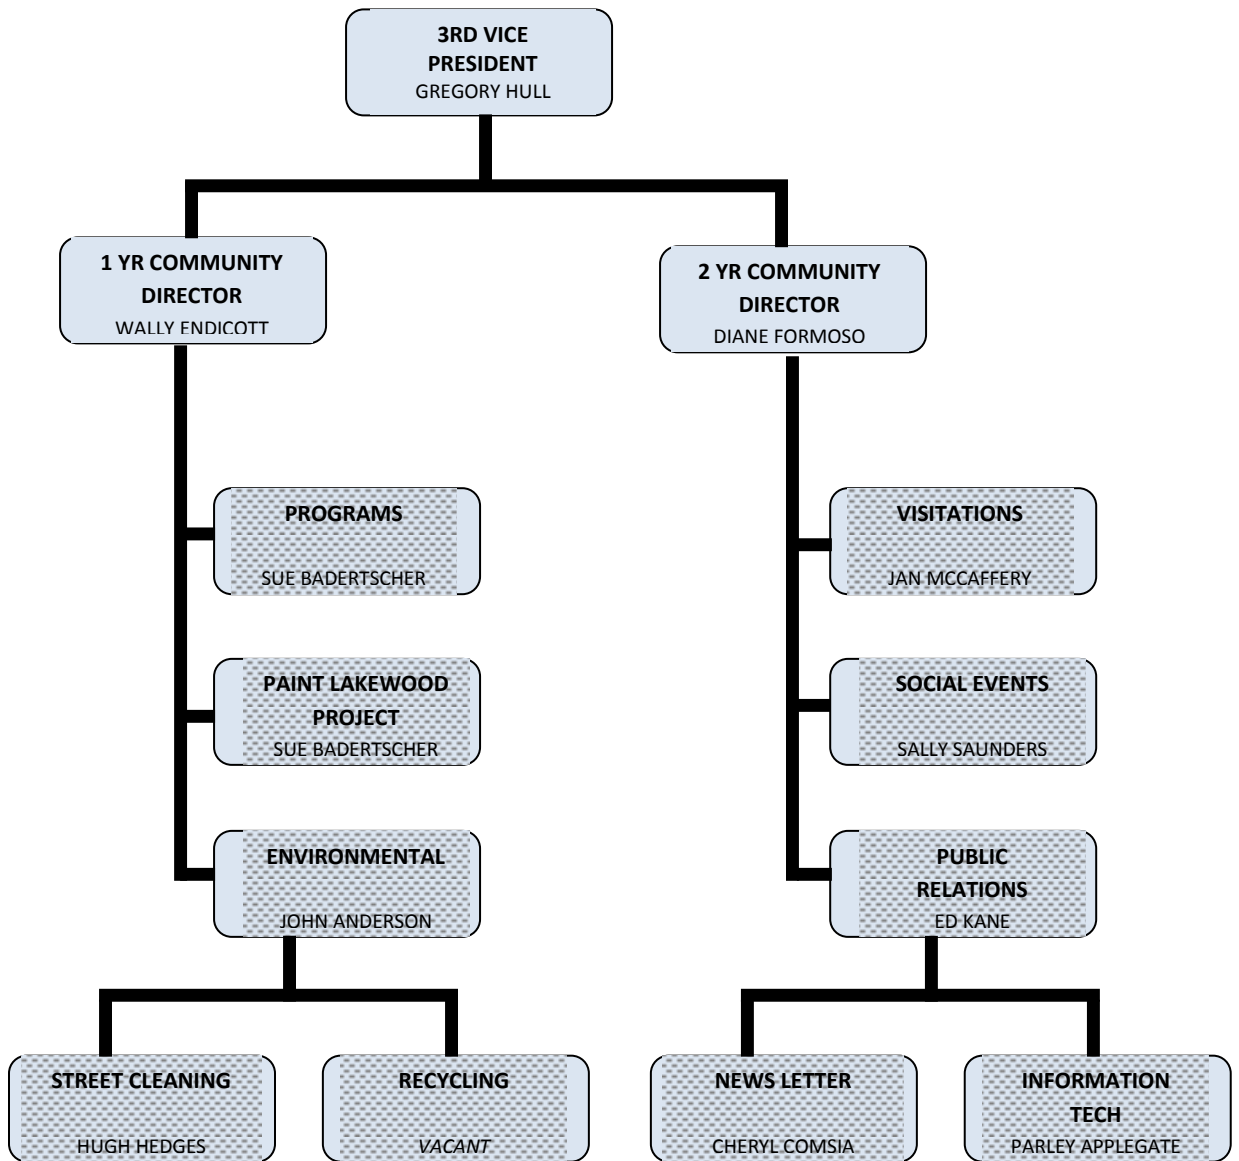 3RD VICE
PRESIDENT
GREGORY HULL
1 YR COMMUNITY
DIRECTOR
WALLY ENDICOTT
2 YR COMMUNITY
DIRECTOR
DIANE FORMOSO
PROGRAMS
SUE BADERTSCHER
VISITATIONS
JAN MCCAFFERY
PAINT LAKEWOOD
PROJECT
SUE BADERTSCHER
SOCIAL EVENTS
SALLY SAUNDERS
ENVIRONMENTAL
JOHN ANDERSON
PUBLIC
RELATIONS
ED KANE
STREET CLEANING
HUGH HEDGES
RECYCLING
VACANT
NEWS LETTER
CHERYL COMSIA
INFORMATION
TECH
PARLEY APPLEGATE